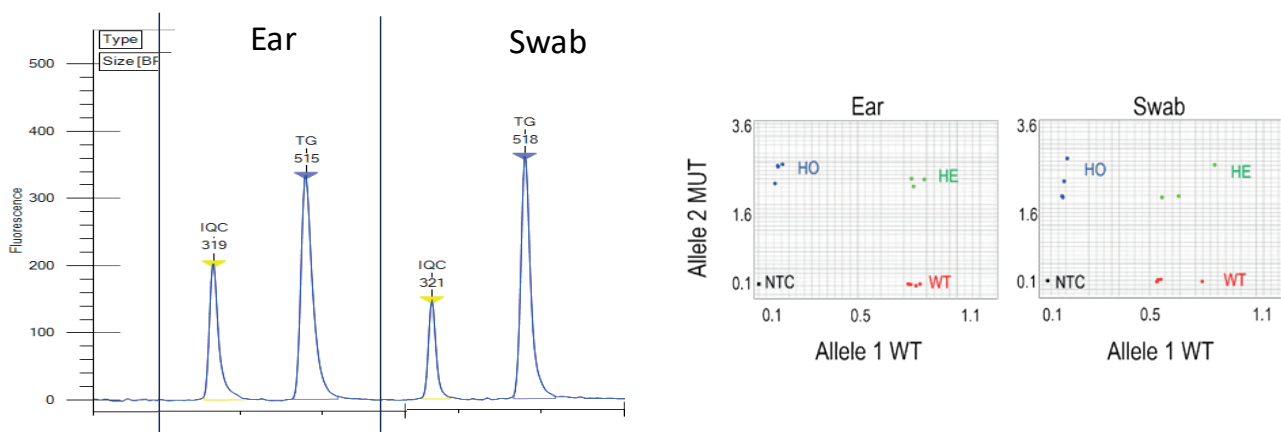 Ear
Swab
Type
Size [BP
500
400
300
200
100
0
Fluorescence
IQC
319
TG
515
IQC
321
TG
518
Ear
3.6
1.6
0.1
HO
HE
NTC
WT
0.1
0.5
1.1
Allele 2 MUT
Allele 1 WT
Swab
3.6
1.6
0.1
HO
HE
NTC
WT
0.1
0.5
1.1
Allele 1 WT